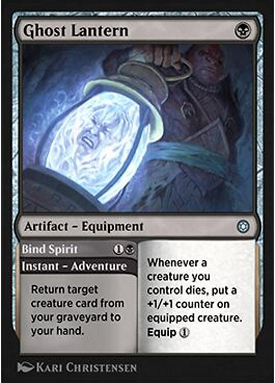 Ghost Lantern
Artifact – Equipment
Bind Spirit 1
Instant – Adventure
Return target
creature card from
your graveyard to
your hand.
Whenever a
creature you
control dies, put a
+1/+1 counter on
equipped creature.
Equip 1
Kari Christensen